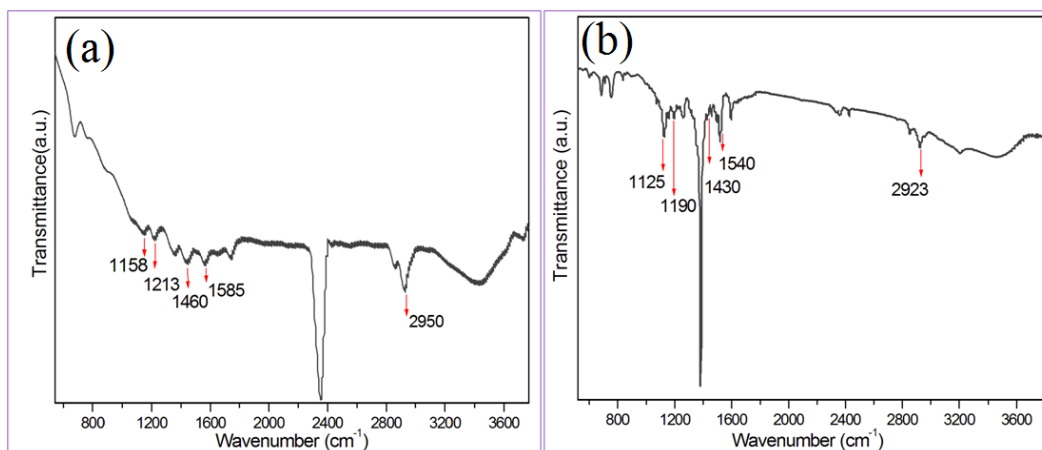 (a)
Transmittance(a.u.)
1158
1213
1460
1585
2950
800 1200 1600 2000 2400 2800 3200 3600
Wavenumber (cm-1)
(b)
Transmittance (a.u.)
1125
1190
1430
1540
2923
800 1200 1600 2000 2400 2800 3200 3600
Wavenumber (cm-1)